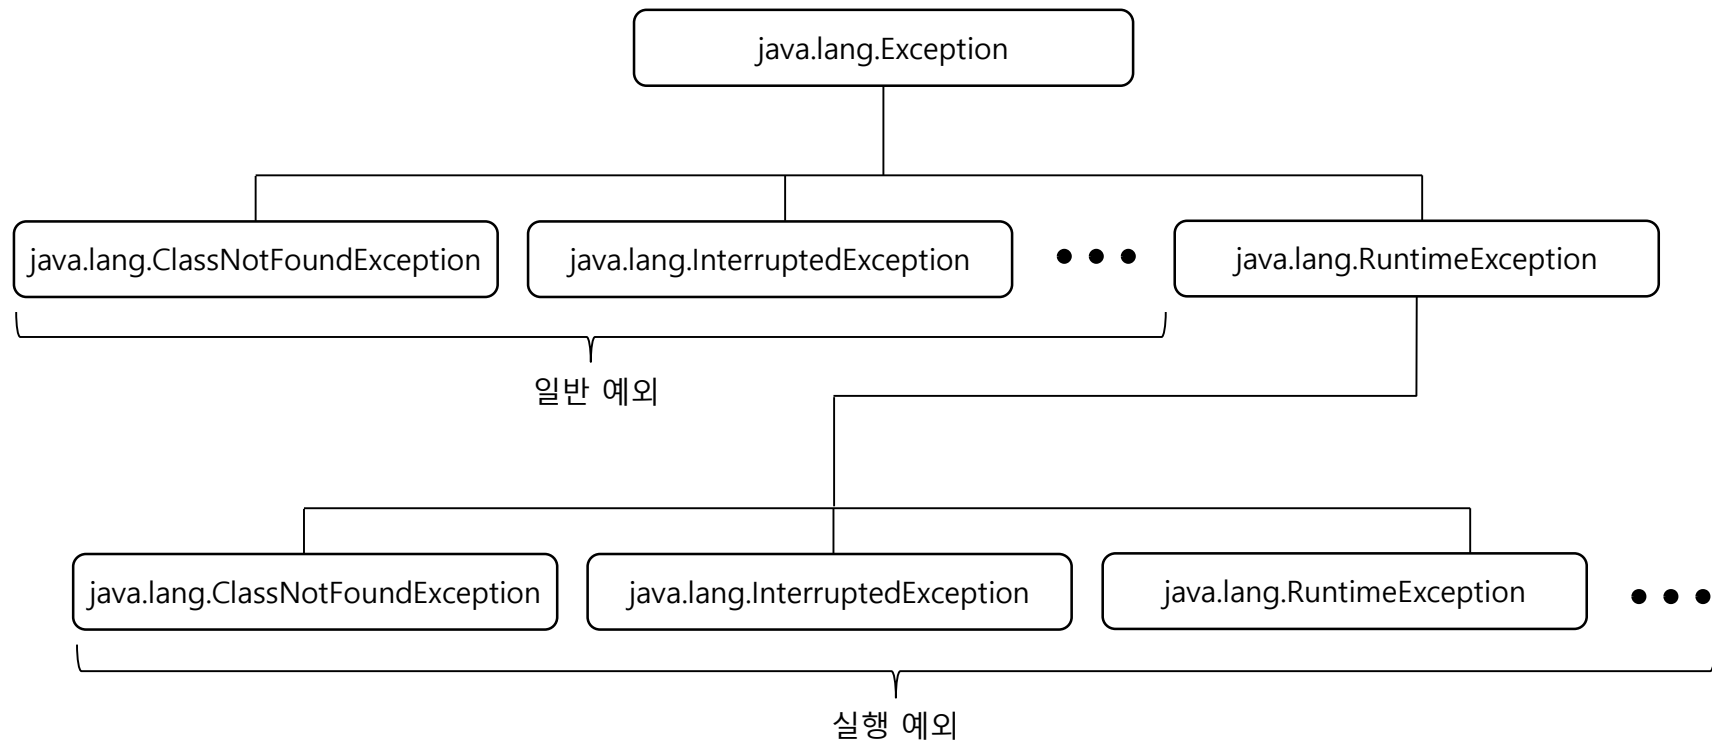 java.lang.Exception
java.lang.ClassNotFoundException
java.lang.InterruptedException
java.lang.RuntimeException
일반 예외
java.lang.ClassNotFoundException
java.lang.InterruptedException
java.lang.RuntimeException
실행 예외